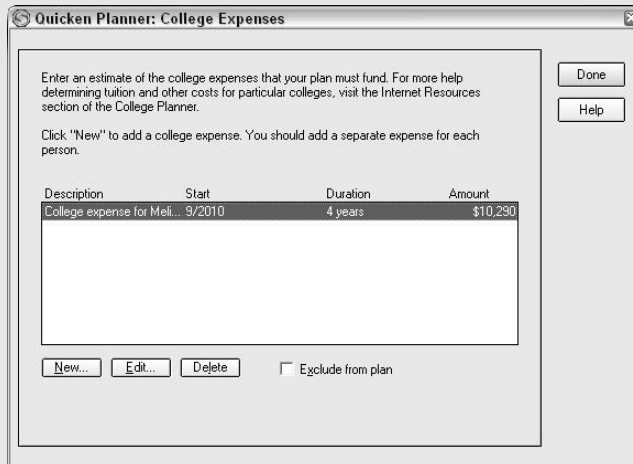 Quicken Planner: College Expenses
Enter an estimate of the college expenses that your plan must fund. For more help
determining tuition and other costs for particular colleges, visit the Internet Resources
section of the College Planner.
Click "New" to add a college expense. You should add a separate expense for each
person.
Done
Help
Description Start Duration Amount
College expense for Meli... 9/2010 4 years $10,290
New... Edit... Delete Exclude from plan